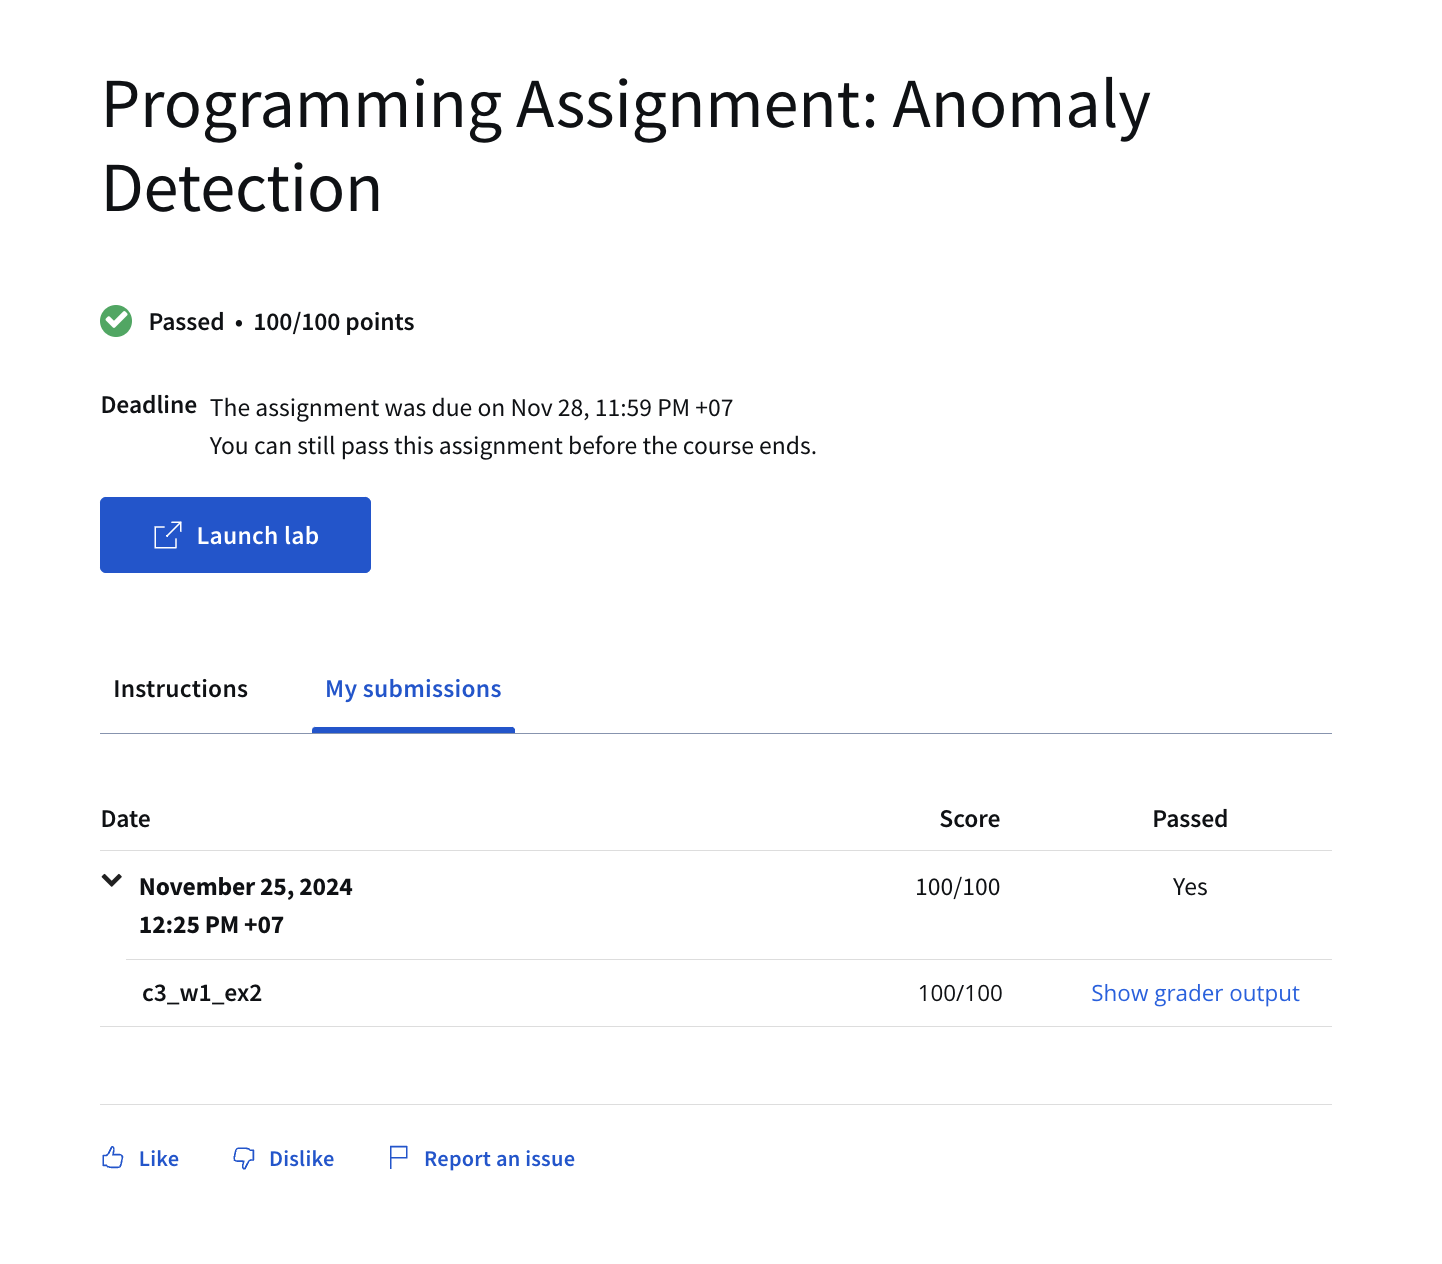 Programming Assignment: Anomaly
Detection
Passed • 100/100 points
Deadline The assignment was due on Nov 28, 11:59 PM +07
You can still pass this assignment before the course ends.
Launch lab
Instructions My submissions
Date Score Passed
November 25, 2024 100/100 Yes
12:25 PM +07
c3_w1_ex2 100/100 Show grader output
Like Dislike Report an issue